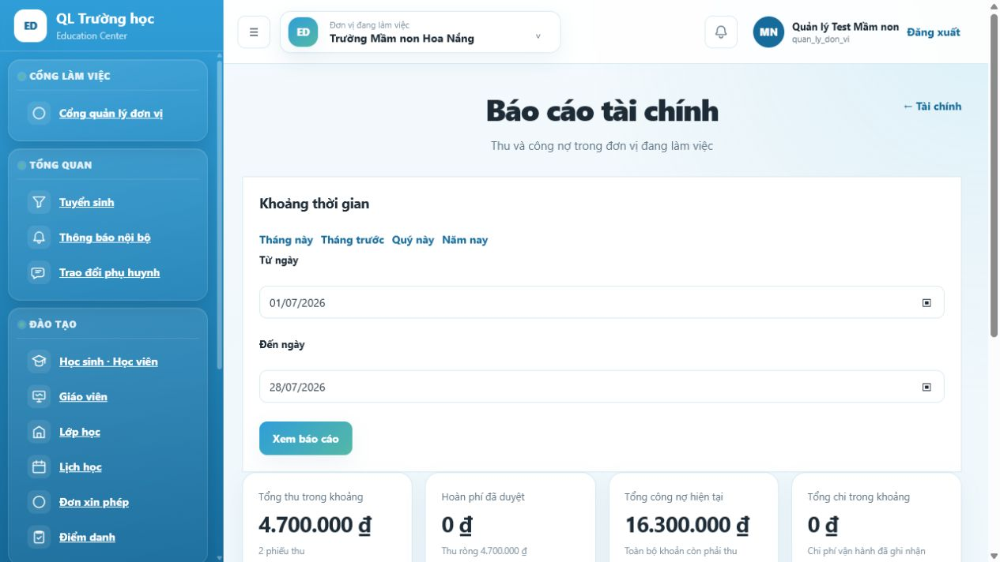 ED
QL Trường học
Education Center
CỔNG LÀM VIỆC
Cổng quản lý đơn vị
TỔNG QUAN
Tuyển sinh
Thông báo nội bộ
Trao đổi phụ huynh
ĐÀO TẠO
Học sinh · Học viên
Giáo viên
Lớp học
Lịch học
Đơn xin phép
Điểm danh
ED
Đơn vị đang làm việc
Trường Mầm non Hoa Nắng
MN
Quản lý Test Mầm non
quan_ly_don_vi
Đăng xuất
Báo cáo tài chính
← Tài chính
Thu và công nợ trong đơn vị đang làm việc
Khoảng thời gian
Tháng này Tháng trước Quý này Năm nay
Từ ngày
01/07/2026
Đến ngày
28/07/2026
Xem báo cáo
Tổng thu trong khoảng
4.700.000 ₫
2 phiếu thu
Hoàn phí đã duyệt
0 ₫
Thu ròng 4.700.000 ₫
Tổng công nợ hiện tại
16.300.000 ₫
Toàn bộ khoản còn phải thu
Tổng chi trong khoảng
0 ₫
Chi phí vận hành đã ghi nhận